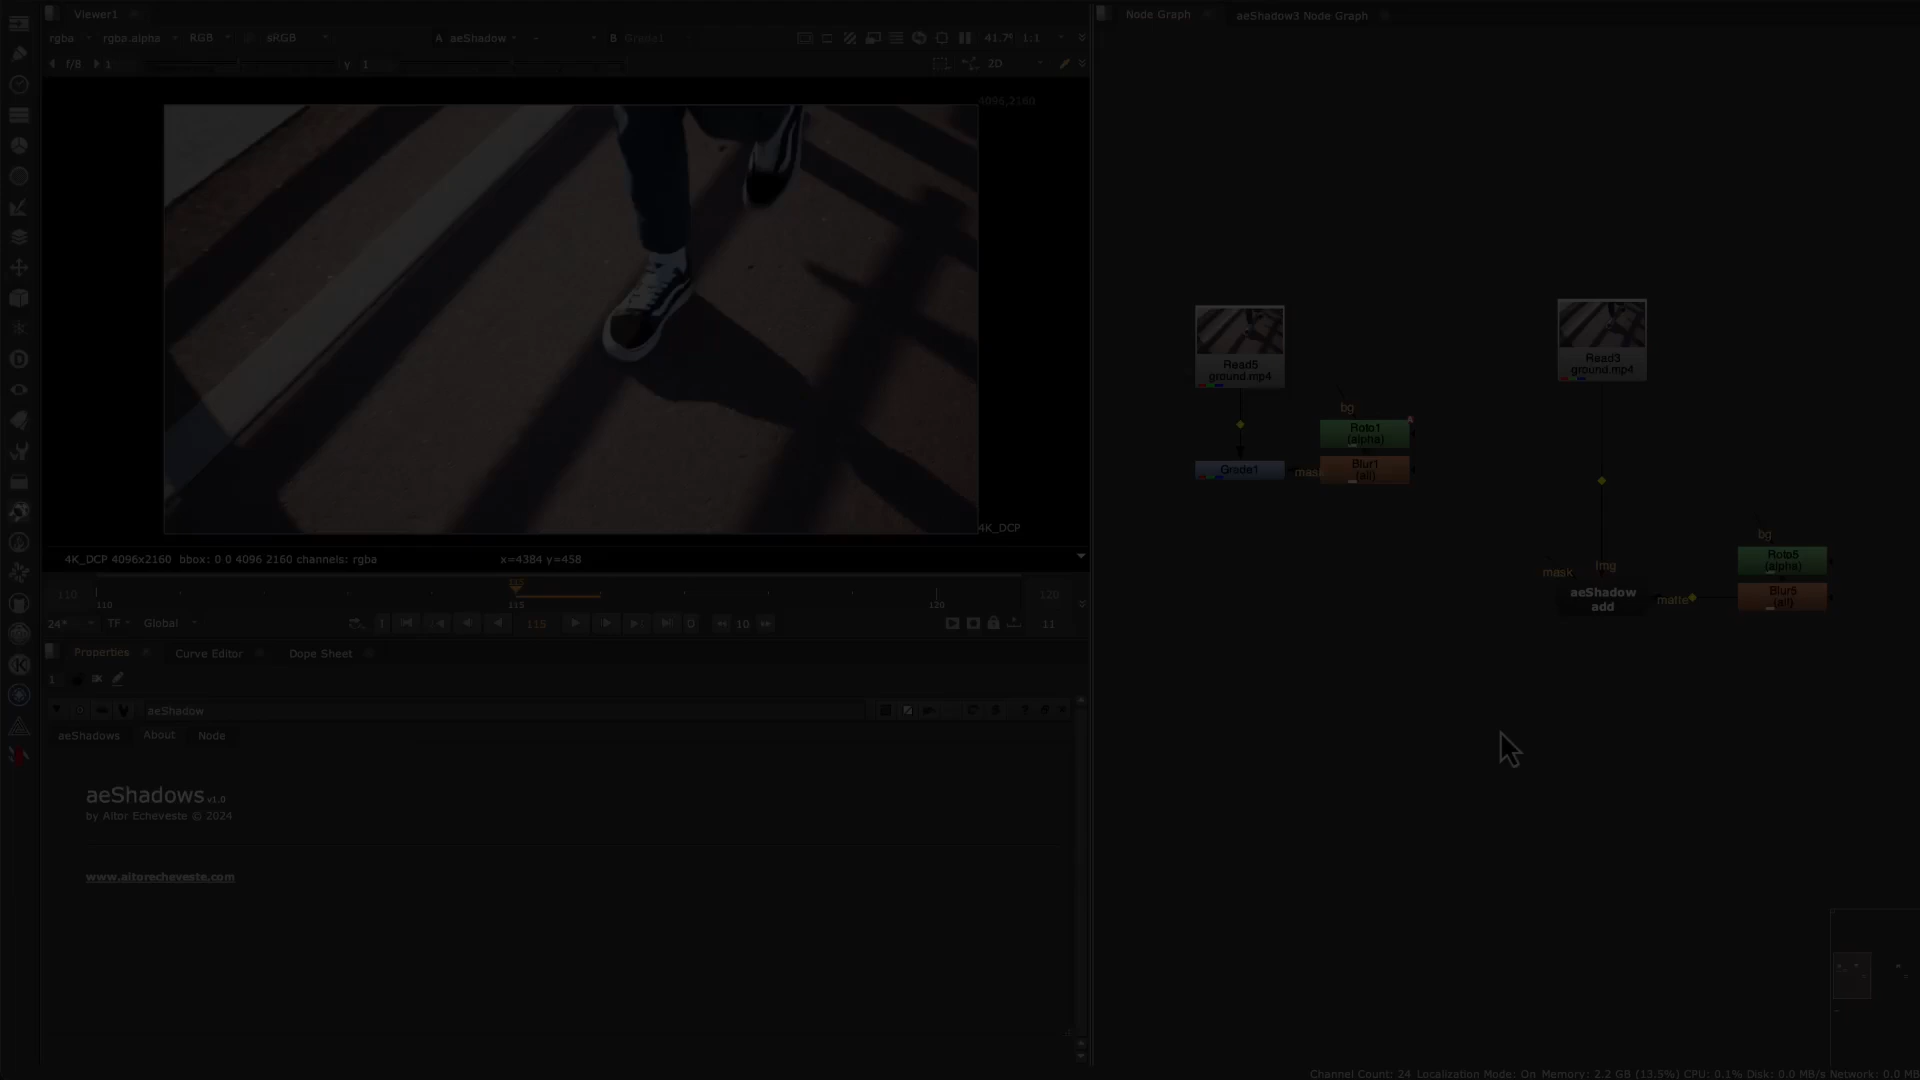 Viewer1
Node Graph
aeShadow3 Node Graph
rgba
rgba.alpha
RGB
sRGB
A aeShadow
-
B
41.7
1:1
f/8
1
y
1
2D
4096,2160
4K_DCP
4K_DCP 4096x2160 bbox: 0 0 4096 2160 channels: rgba
x=4384 y=458
110
110
115
115
120
120
24*
TF
Global
115
10
11
Properties
Curve Editor
Dope Sheet
1
aeShadow
aeShadows
About
Node
aeShadows v1.0
by Aitor Echeveste © 2024
www.aitorecheveste.com
Read5
ground.mp4
bg
Roto1
(alpha)
Grade1
mask
Blur1
(all)
Read3
ground.mp4
bg
Roto5
(alpha)
mask
img
aeShadow
add
matte
Blur5
(all)
Channel Count: 24 Localization Mode: On Memory: 2.2 GB (13.5%) CPU: 0.1% Disk: 0.0 MB/s Network: 0.0 MB